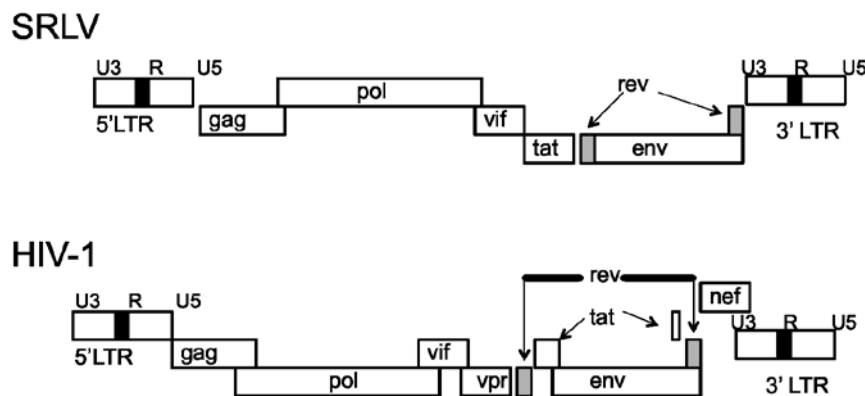 SRLV
U3 R U5 pol rev U3 R U5
5'LTR gag vif 3' LTR
tat env
HIV-1
rev
U3 R U5 tat nef
U3 R U5
5'LTR gag vif
pol vpr env 3' LTR